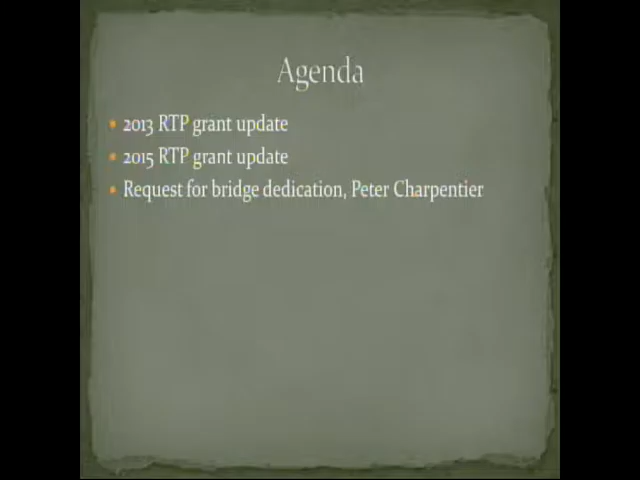 Agenda
2013 RTP grant update
2015 RTP grant update
Request for bridge dedication, Peter Charpentier